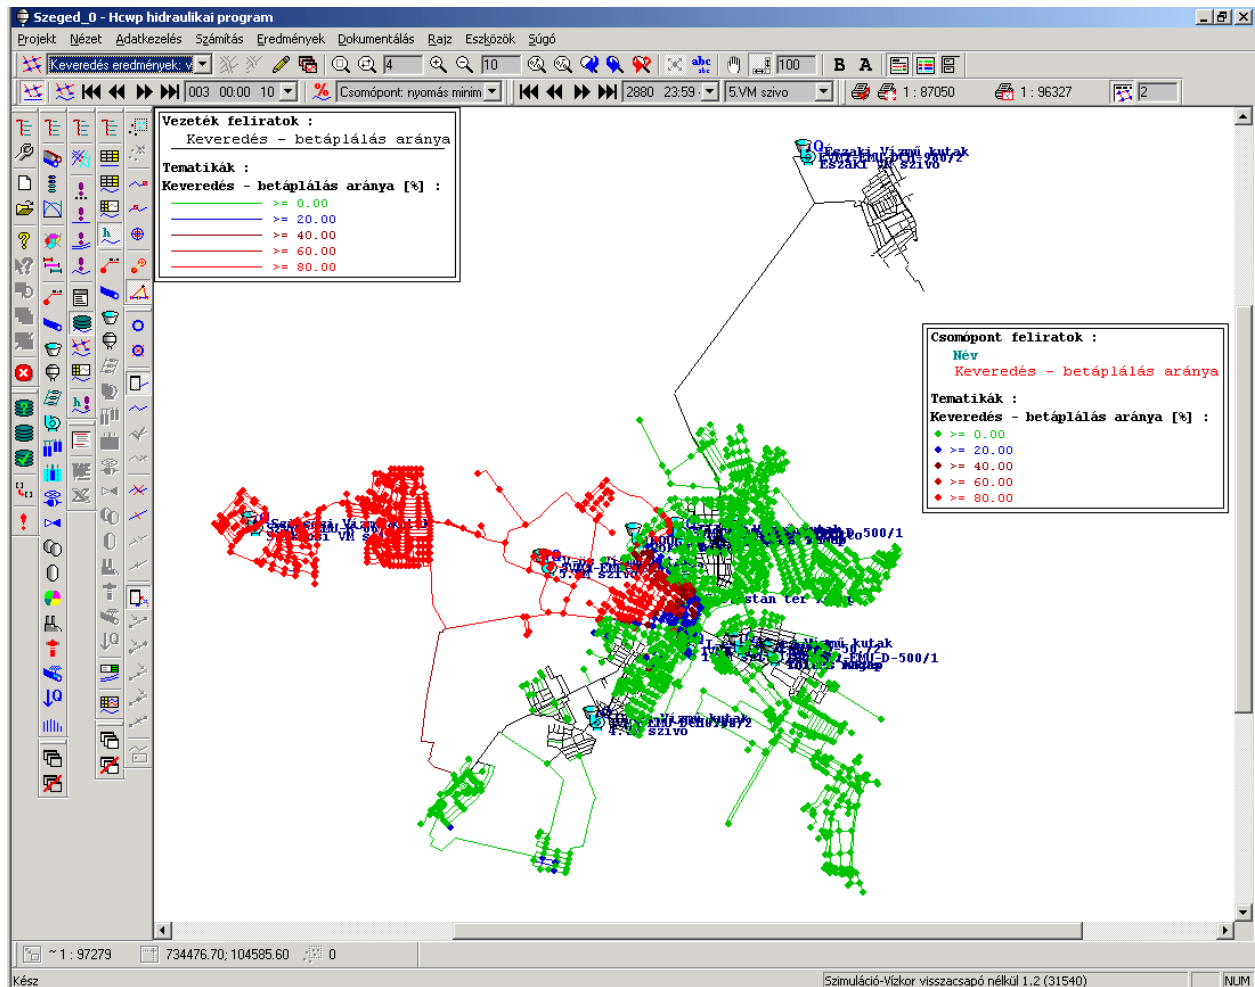 Szeged_0 - Hcwp hidraulikai program
Projekt Nézet Adatkezelés Számítás Eredmények Dokumentálás Rajz Eszközök Súgó
Keveredés eredmények: v 4 10 abc abc 100 B A
003 00:00 10 % Csomópont: nyomás minim 2880 23:59 - 5.VM szivo 1 : 87050 1 : 96327 2
Vezeték feliratok :
Keveredés - betáplálás aránya
Tematikák :
Keveredés - betáplálás aránya [%] :
>= 0.00
>= 20.00
>= 40.00
>= 60.00
>= 80.00
Északi Vízmű kutak
Északi VM szivo
Csomópont feliratok :
Név
Keveredés - betáplálás aránya
Tematikák :
Keveredés - betáplálás aránya [%] :
>= 0.00
>= 20.00
>= 40.00
>= 60.00
>= 80.00
4.VM szivo
~ 1 : 97279 734476.70; 104585.60 0
Kész Szimuláció-Vízkor visszacsapó nélkül 1.2 (31540) NUM